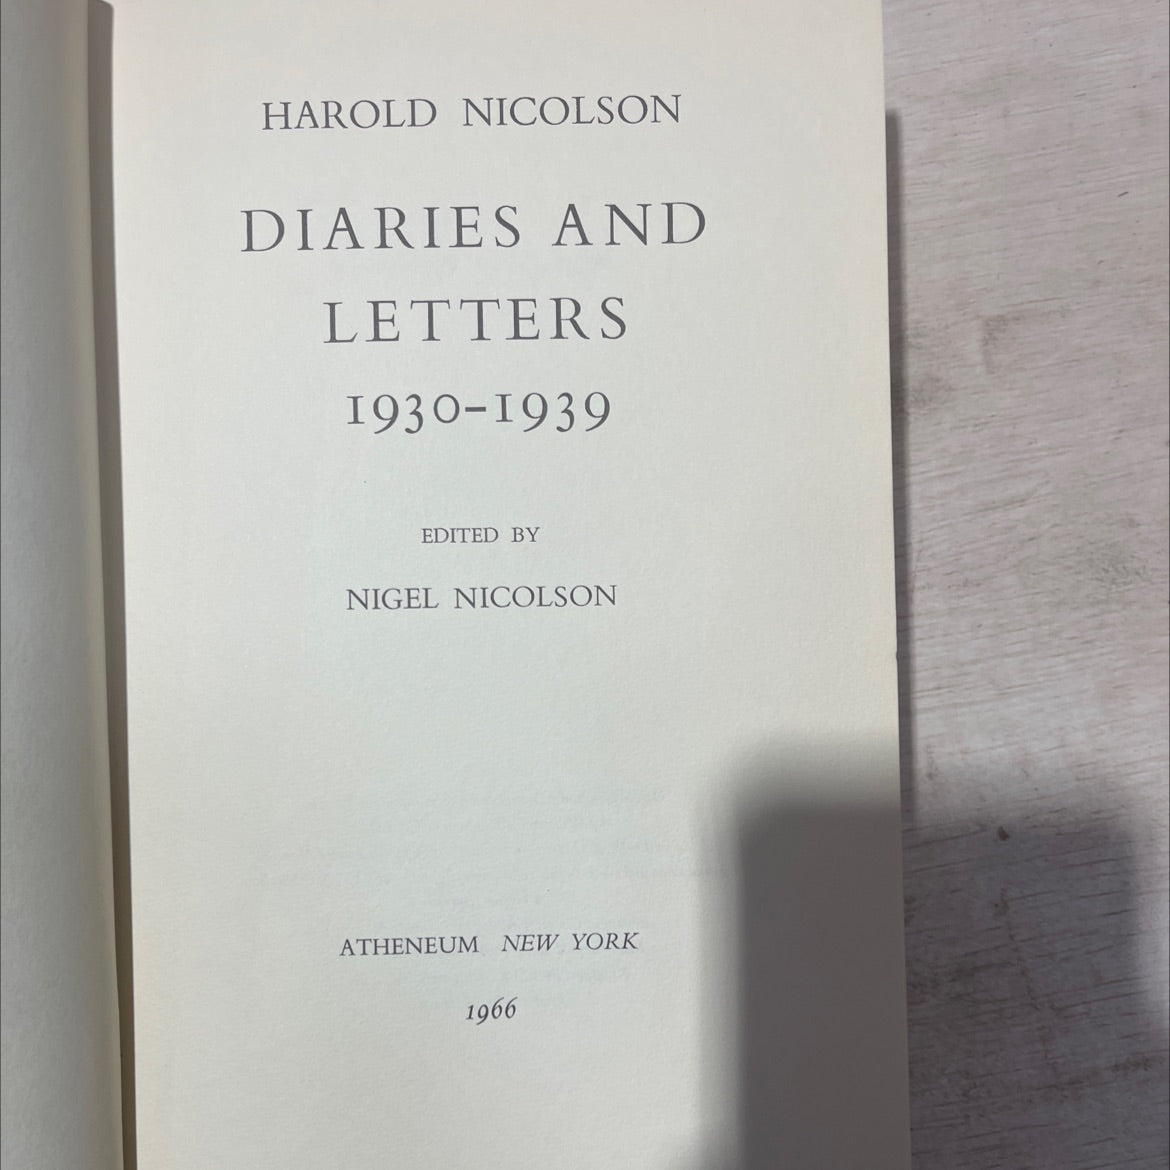 HAROLD NICOLSON
DIARIES AND
LETTERS
1930-1939
EDITED BY
NIGEL NICOLSON
ATHENEUM NEW YORK
1966